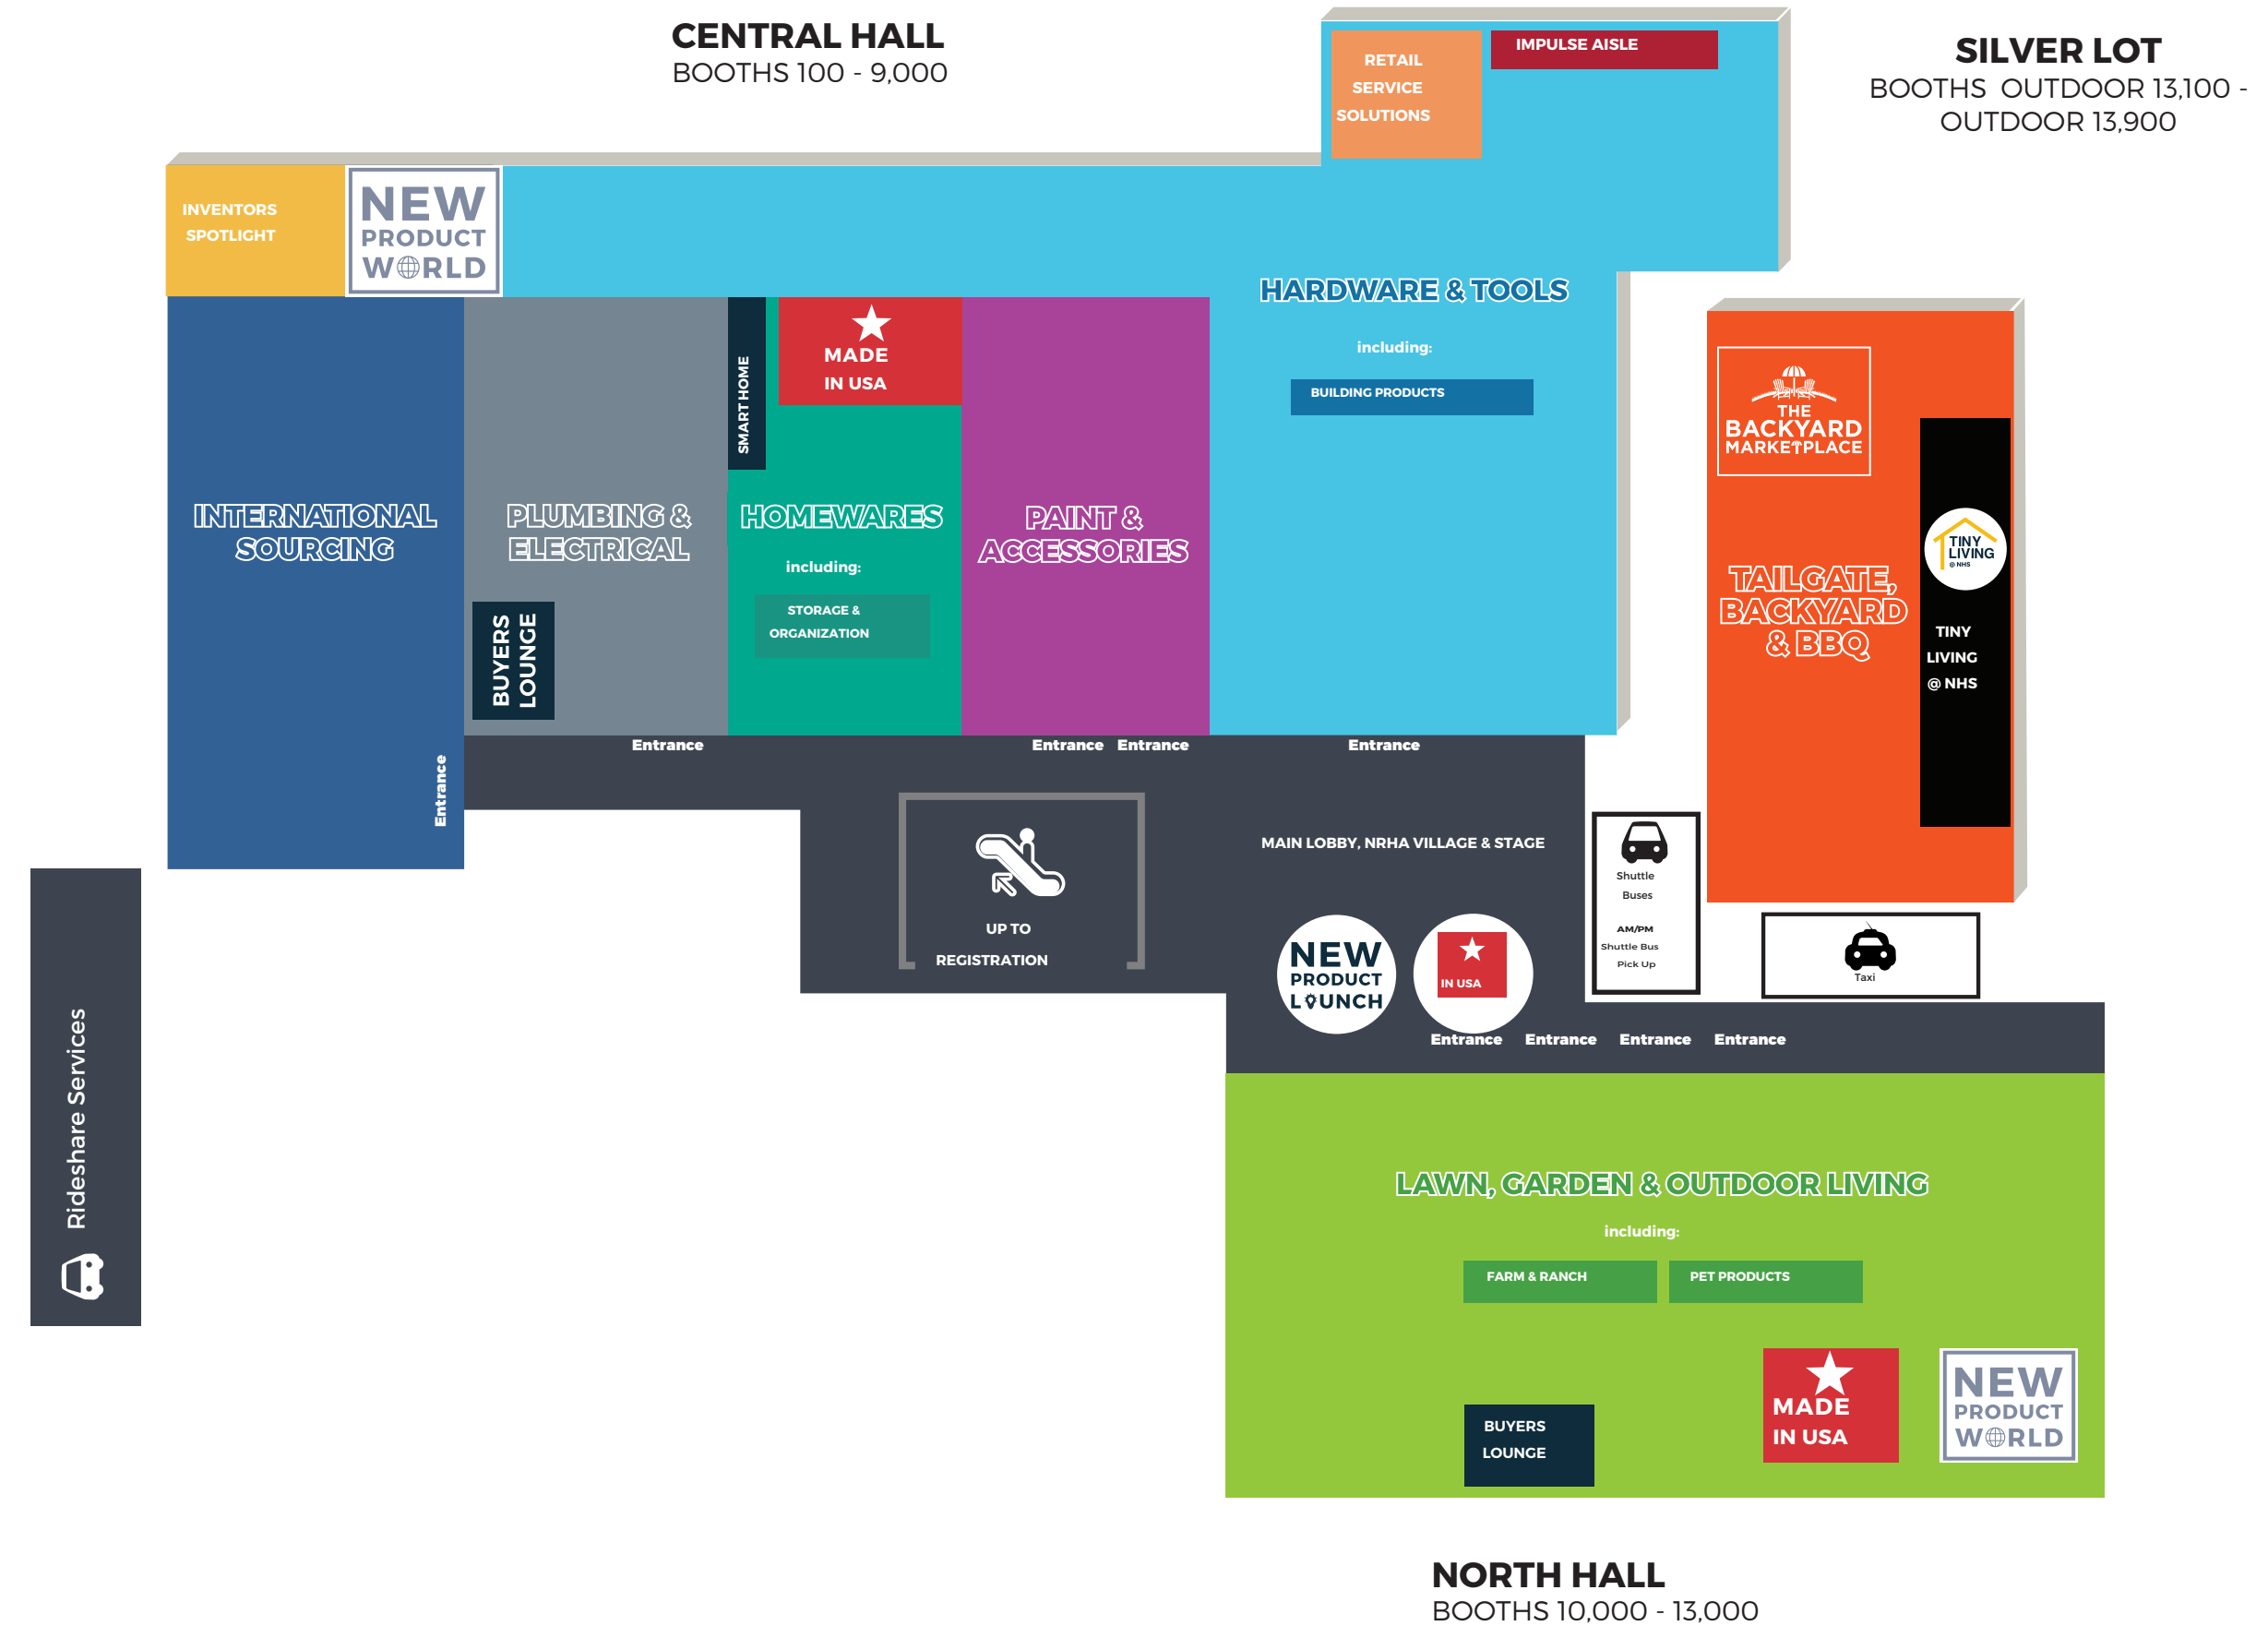 CENTRAL HALL
BOOTHS 100 - 9,000
SILVER LOT
BOOTHS OUTDOOR 13,100 -
OUTDOOR 13,900
RETAIL
SERVICE
SOLUTIONS
IMPULSE AISLE
INVENTORS
SPOTLIGHT
NEW
PRODUCT
WORLD
HARDWARE & TOOLS
including:
BUILDING PRODUCTS
SMART HOME
MADE
IN USA
INTERNATIONAL
SOURCING
PLUMBING &
ELECTRICAL
BUYERS
LOUNGE
HOMEWARES
including:
STORAGE &
ORGANIZATION
PAINT &
ACCESSORIES
THE
BACKYARD
MARKETPLACE
TAILGATE,
BACKYARD
& BBQ
TINY
LIVING
@ NHS
TINY
LIVING
@ NHS
Entrance
Entrance
Entrance
Entrance
Entrance
UP TO
REGISTRATION
MAIN LOBBY, NRHA VILLAGE & STAGE
NEW
PRODUCT
LAUNCH
IN USA
Shuttle
Buses
AM/PM
Shuttle Bus
Pick Up
Taxi
Entrance
Entrance
Entrance
Entrance
Rideshare Services
LAWN, GARDEN & OUTDOOR LIVING
including:
FARM & RANCH
PET PRODUCTS
BUYERS
LOUNGE
MADE
IN USA
NEW
PRODUCT
WORLD
NORTH HALL
BOOTHS 10,000 - 13,000